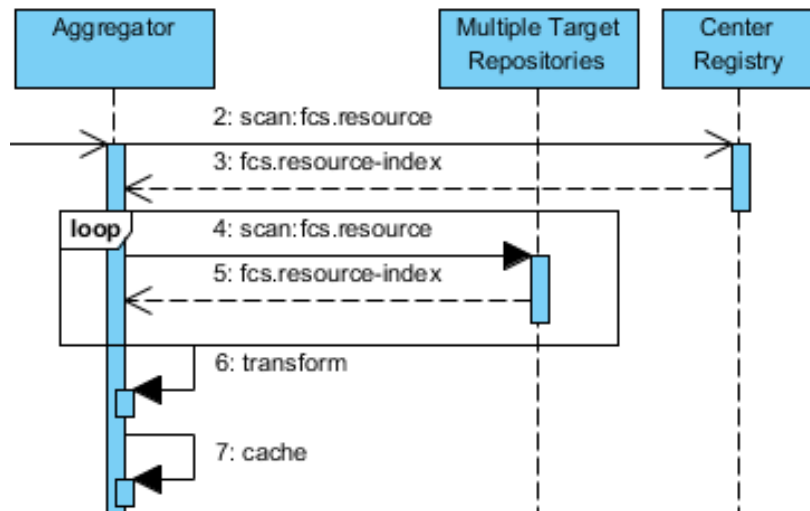 Aggregator
Multiple Target
Repositories
Center
Registry
2: scan:fcs.resource
3: fcs.resource-index
loop
4: scan:fcs.resource
5: fcs.resource-index
6: transform
7: cache